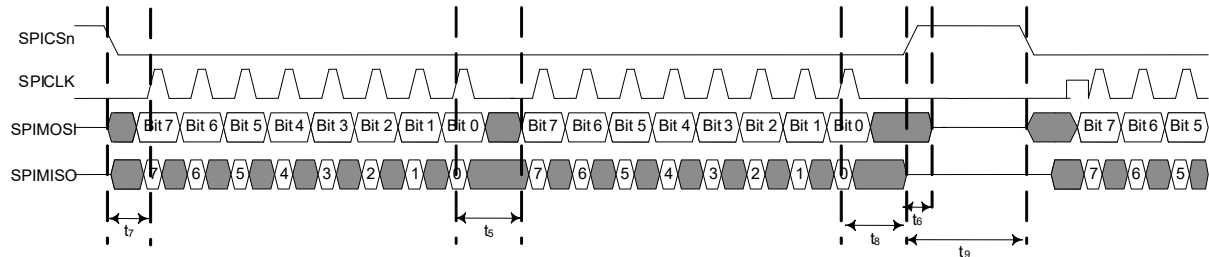 SPICSn
SPICLK
SPIMOSI Bit 7 Bit 6 Bit 5 Bit 4 Bit 3 Bit 2 Bit 1 Bit 0 Bit 7 Bit 6 Bit 5 Bit 4 Bit 3 Bit 2 Bit 1 Bit 0 Bit 7 Bit 6 Bit 5
SPIMISO 7 6 5 4 3 2 1 0 7 6 5 4 3 2 1 0 7 6 5
t7 t5 t8 t6
t9